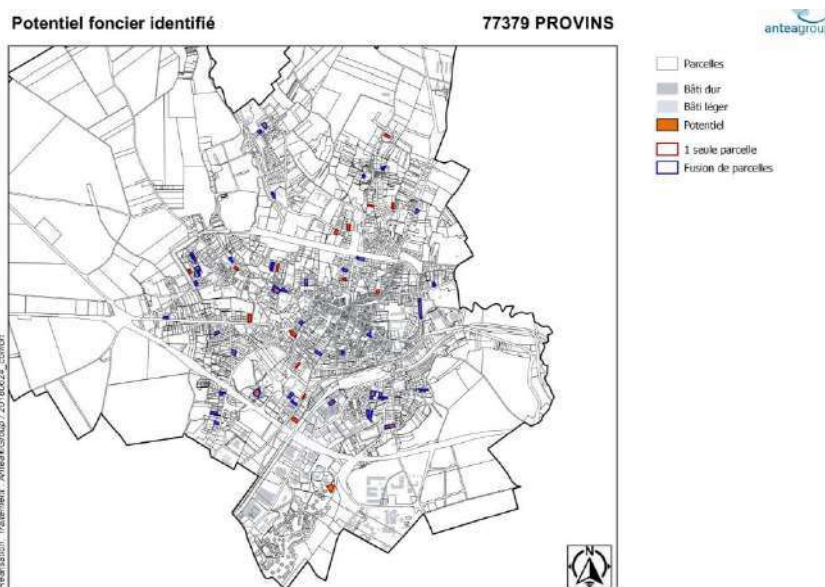 Potentiel foncier identifié
77379 PROVINS
anteagroup
Parcelles
Bâti dur
Bâti léger
Potentiel
1 seule parcelle
Fusion de parcelles
N